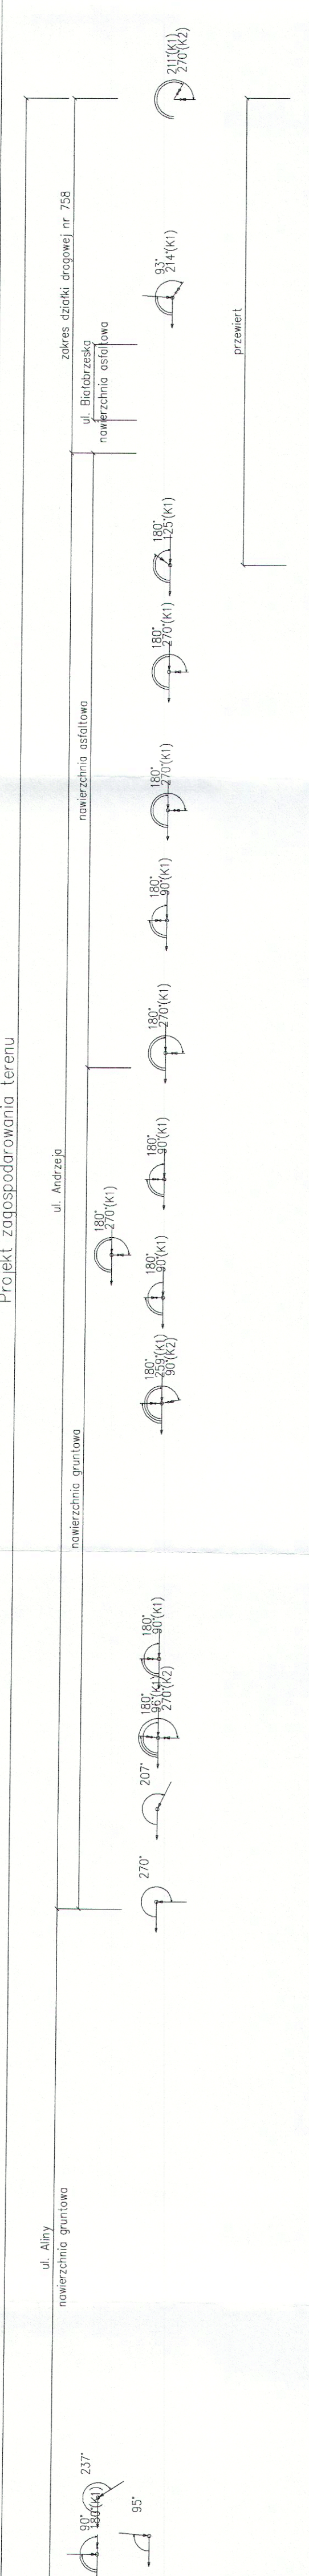 Projekt zagospodarowania terenu
ul. Aliny
nawierzchnia gruntowa
ul. Andrzeja
nawierzchnia gruntowa
nawierzchnia asfaltowa
zakres działki drogowej nr 758
ul. Białobrzeska
nawierzchnia asfaltowa
90°
180°(K1)
237°
95°
270°
207°
180°
96°(K1)
270°(K2)
180°
90°(K1)
180°
259°(K1)
90°(K2)
180°
90°(K1)
180°
270°(K1)
180°
90°(K1)
180°
270°(K1)
180°
90°(K1)
180°
270°(K1)
180°
270°(K1)
180°
125°(K1)
93°
214°(K1)
211°(K1)
270°(K2)
przewiert